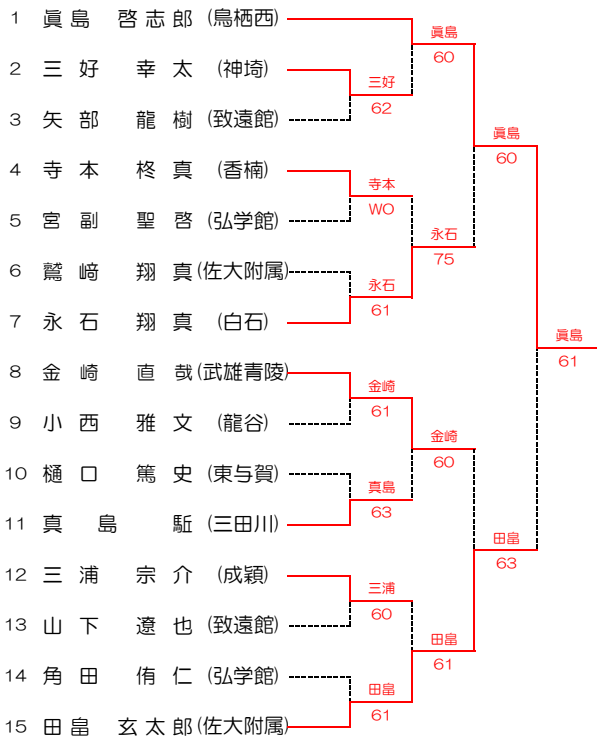 1 眞島 啓志郎 (鳥栖西)
2 三好 幸太 (神埼)
3 矢部 龍樹 (致遠館)
4 寺本 柊真 (香楠)
5 宮副 聖啓 (弘学館)
6 鷲﨑 翔真 (佐大附属)
7 永石 翔真 (白石)
8 金崎 直哉 (武雄青陵)
9 小西 雅文 (龍谷)
10 樋口 篤史 (東与賀)
11 真島 駈 (三田川)
12 三浦 宗介 (成穎)
13 山下 遼也 (致遠館)
14 角田 侑仁 (弘学館)
15 田畠 玄太郎 (佐大附属)
三好
62
寺本
WO
永石
61
金崎
61
真島
63
三浦
60
田畠
61
眞島
60
永石
75
金崎
60
田畠
61
眞島
60
田畠
63
眞島
61